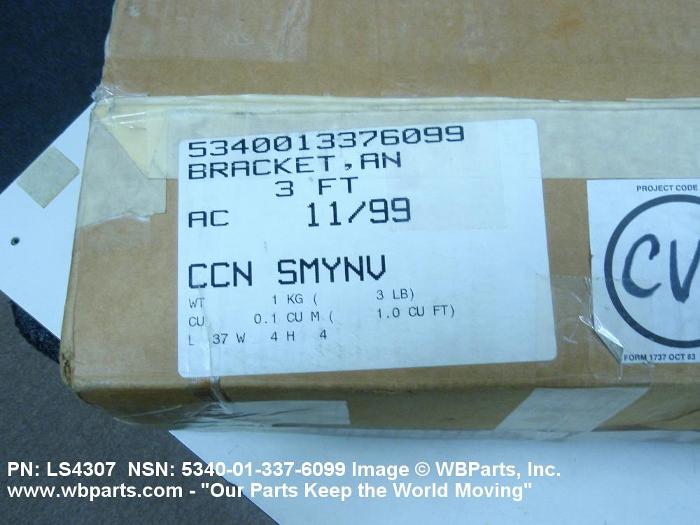 5340013376099
BRACKET,AN
3 FT
AC 11/99
CCN SMYNV
WT 1 KG ( 3 LB)
CU 0.1 CU M ( 1.0 CU FT)
L 37 W 4 H 4
PROJECT CODE
CV
FORM 1737 OCT 83
PN: LS4307 NSN: 5340-01-337-6099 Image © WBParts, Inc.
www.wbparts.com - "Our Parts Keep the World Moving"